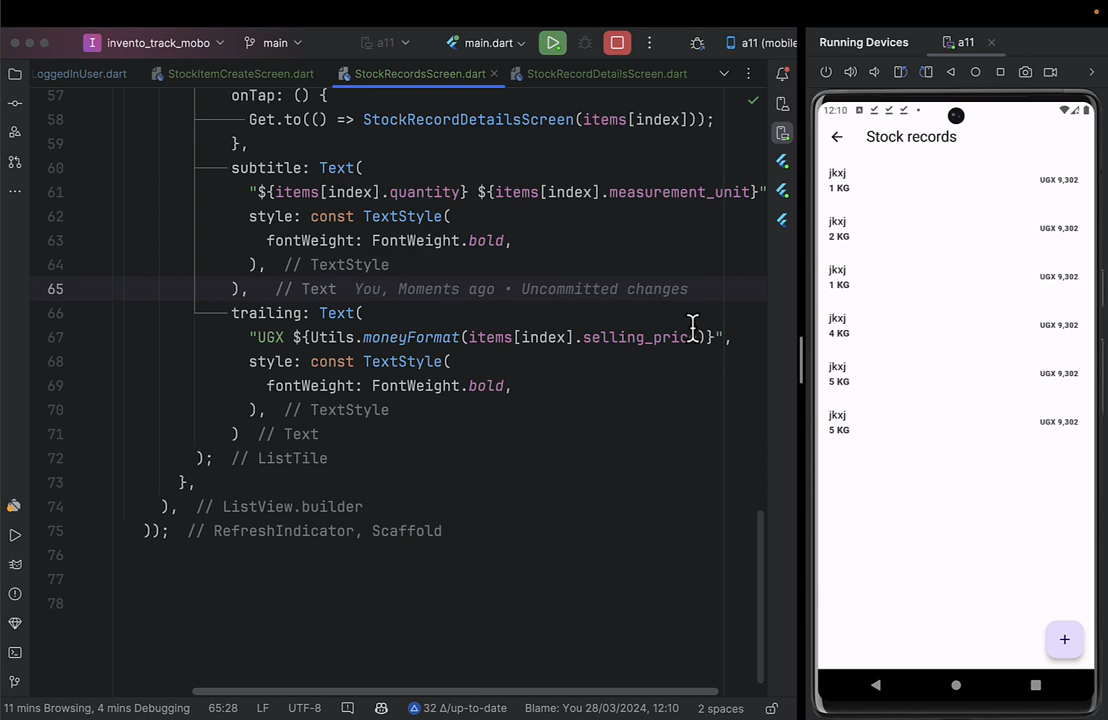 invento_track_mobo
main
a11
main.dart
a11 (mobile
Running Devices
a11
LoggedInUser.dart
StockItemCreateScreen.dart
StockRecordsScreen.dart
StockRecordDetailsScreen.dart
57 onTap: () {
58 Get.to(() => StockRecordDetailsScreen(items[index]));
59 },
60 subtitle: Text(
61 "${items[index].quantity} ${items[index].measurement_unit}"
62 style: const TextStyle(
63 fontWeight: FontWeight.bold,
64 ), // TextStyle
65 ), // Text You, Moments ago • Uncommitted changes
66 trailing: Text(
67 "UGX ${Utils.moneyFormat(items[index].selling_price)}",
68 style: const TextStyle(
69 fontWeight: FontWeight.bold,
70 ), // TextStyle
71 ) // Text
72 ); // ListTile
73 },
74 ), // ListView.builder
75 )); // RefreshIndicator, Scaffold
76
77
78
12:10
Stock records
jkxj
1 KG
UGX 9,302
jkxj
2 KG
UGX 9,302
jkxj
1 KG
UGX 9,302
jkxj
4 KG
UGX 9,302
jkxj
5 KG
UGX 9,302
jkxj
5 KG
UGX 9,302
+
11 mins Browsing, 4 mins Debugging
65:28
LF
UTF-8
32 Δ/up-to-date
Blame: You 28/03/2024, 12:10
2 spaces